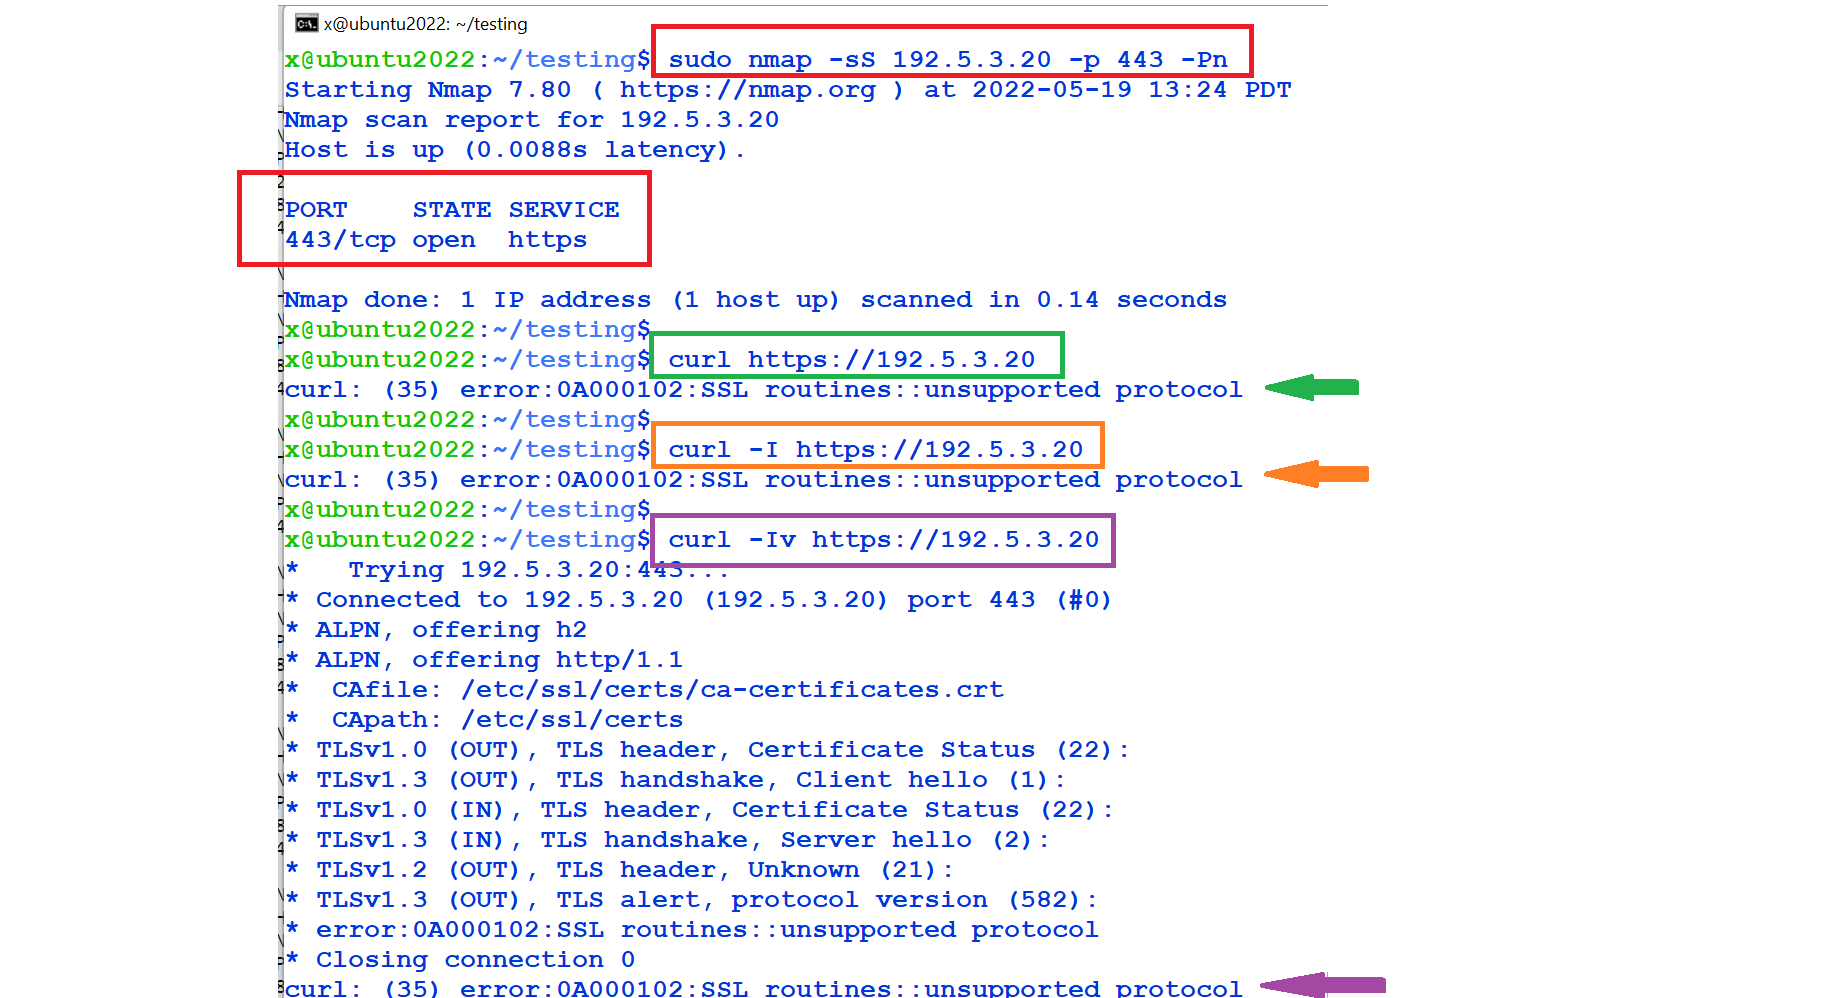 x@ubuntu2022: ~/testing
x@ubuntu2022:~/testing$ sudo nmap -sS 192.5.3.20 -p 443 -Pn
Starting Nmap 7.80 ( https://nmap.org ) at 2022-05-19 13:24 PDT
Nmap scan report for 192.5.3.20
Host is up (0.0088s latency).
PORT    STATE SERVICE
443/tcp open  https
Nmap done: 1 IP address (1 host up) scanned in 0.14 seconds
x@ubuntu2022:~/testing$
x@ubuntu2022:~/testing$ curl https://192.5.3.20
curl: (35) error:0A000102:SSL routines::unsupported protocol
x@ubuntu2022:~/testing$
x@ubuntu2022:~/testing$ curl -I https://192.5.3.20
curl: (35) error:0A000102:SSL routines::unsupported protocol
x@ubuntu2022:~/testing$
x@ubuntu2022:~/testing$ curl -Iv https://192.5.3.20
*   Trying 192.5.3.20:443...
* Connected to 192.5.3.20 (192.5.3.20) port 443 (#0)
* ALPN, offering h2
* ALPN, offering http/1.1
*  CAfile: /etc/ssl/certs/ca-certificates.crt
*  CApath: /etc/ssl/certs
* TLSv1.0 (OUT), TLS header, Certificate Status (22):
* TLSv1.3 (OUT), TLS handshake, Client hello (1):
* TLSv1.0 (IN), TLS header, Certificate Status (22):
* TLSv1.3 (IN), TLS handshake, Server hello (2):
* TLSv1.2 (OUT), TLS header, Unknown (21):
* TLSv1.3 (OUT), TLS alert, protocol version (582):
* error:0A000102:SSL routines::unsupported protocol
* Closing connection 0
curl: (35) error:0A000102:SSL routines::unsupported protocol